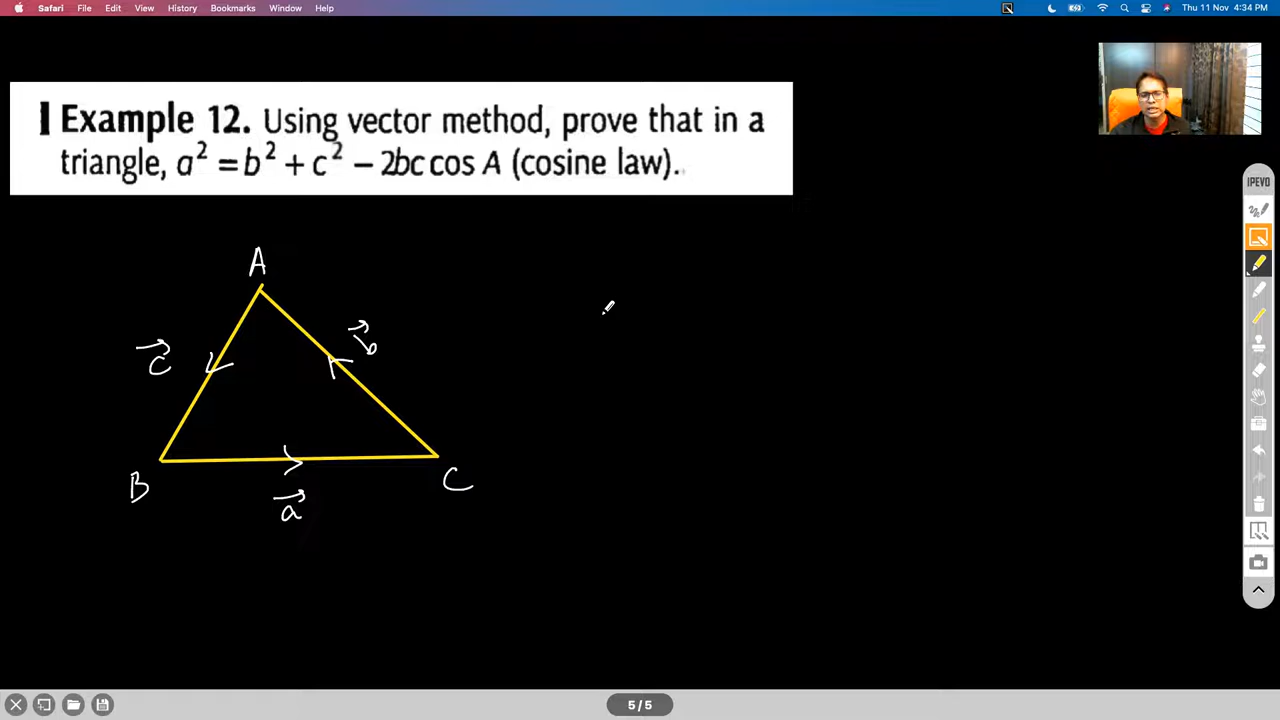 Safari File Edit View History Bookmarks Window Help Thu 11 Nov 4:34 PM
Example 12. Using vector method, prove that in a
triangle, a² = b² + c² − 2bc cos A (cosine law).
IPEVO
A
c⃗
b⃗
B
C
a⃗
5/5